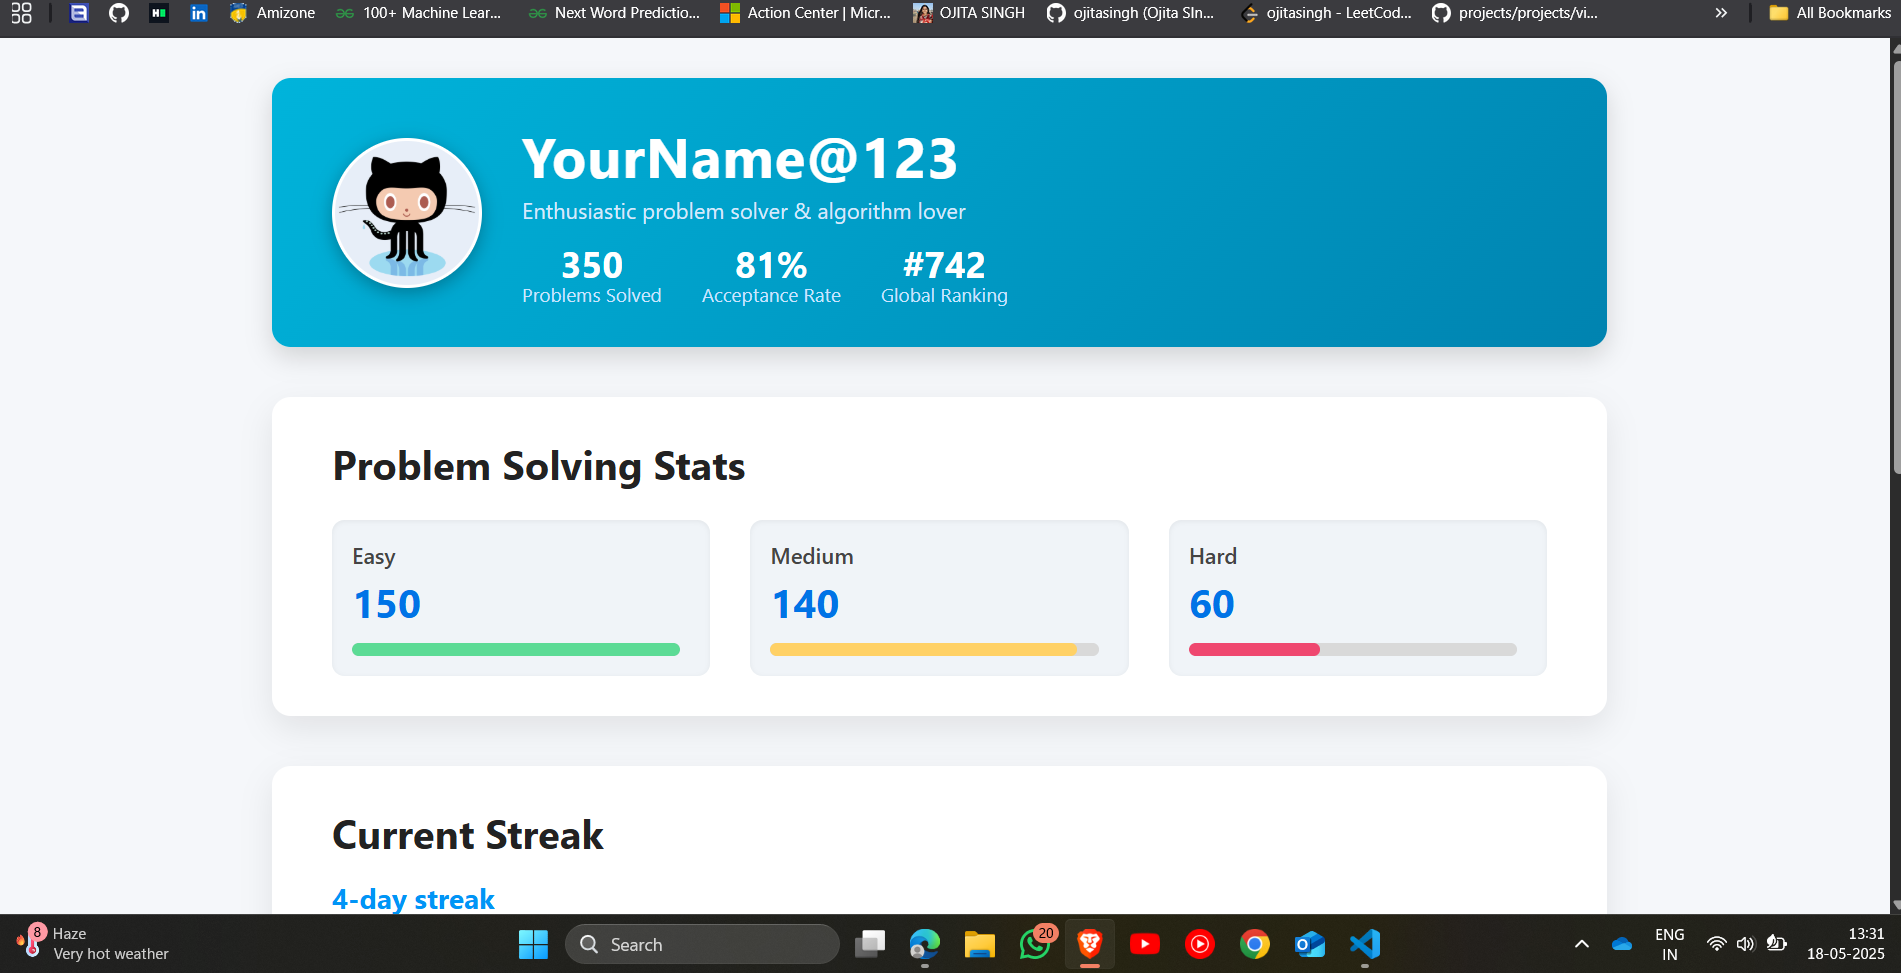 Amizone
100+ Machine Lear...
Next Word Predictio...
Action Center | Micr...
OJITA SINGH
ojitasingh (Ojita SIn...
ojitasingh - LeetCod...
projects/projects/vi...
All Bookmarks
YourName@123
Enthusiastic problem solver & algorithm lover
350 81% #742
Problems Solved Acceptance Rate Global Ranking
Problem Solving Stats
Easy Medium Hard
150 140 60
Current Streak
4-day streak
8
Haze
Very hot weather
Search
20
ENG
IN
13:31
18-05-2025